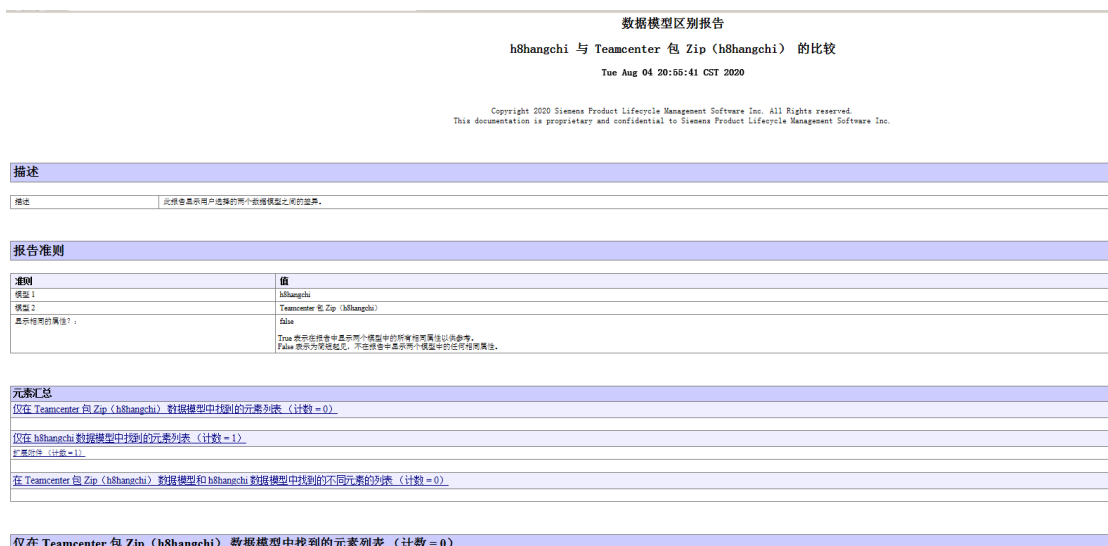 数据模型区别报告
h8hangchi 与 Teamcenter 包 Zip（h8hangchi） 的比较
Tue Aug 04 20:55:41 CST 2020
Copyright 2020 Siemens Product Lifecycle Management Software Inc. All Rights reserved.
This documentation is proprietary and confidential to Siemens Product Lifecycle Management Software Inc.
描述
描述 此报告显示用户选择的两个数据模型之间的差异。
报告准则
准则 值
模型 1 h8hangchi
模型 2 Teamcenter 包 Zip（h8hangchi）
显示相同的属性？： false
True 表示在报告中显示两个模型中的所有相同属性以供参考。
False 表示为简短起见，不在报告中显示两个模型中的任何相同属性。
元素汇总
仅在 Teamcenter 包 Zip（h8hangchi） 数据模型中找到的元素列表 （计数 = 0）
仅在 h8hangchi 数据模型中找到的元素列表 （计数 = 1）
扩展附件 （计数 = 1）
在 Teamcenter 包 Zip（h8hangchi） 数据模型和 h8hangchi 数据模型中找到的不同元素的列表 （计数 = 0）
仅在 Teamcenter 包 Zip（h8hangchi） 数据模型中找到的元素列表 （计数 = 0）